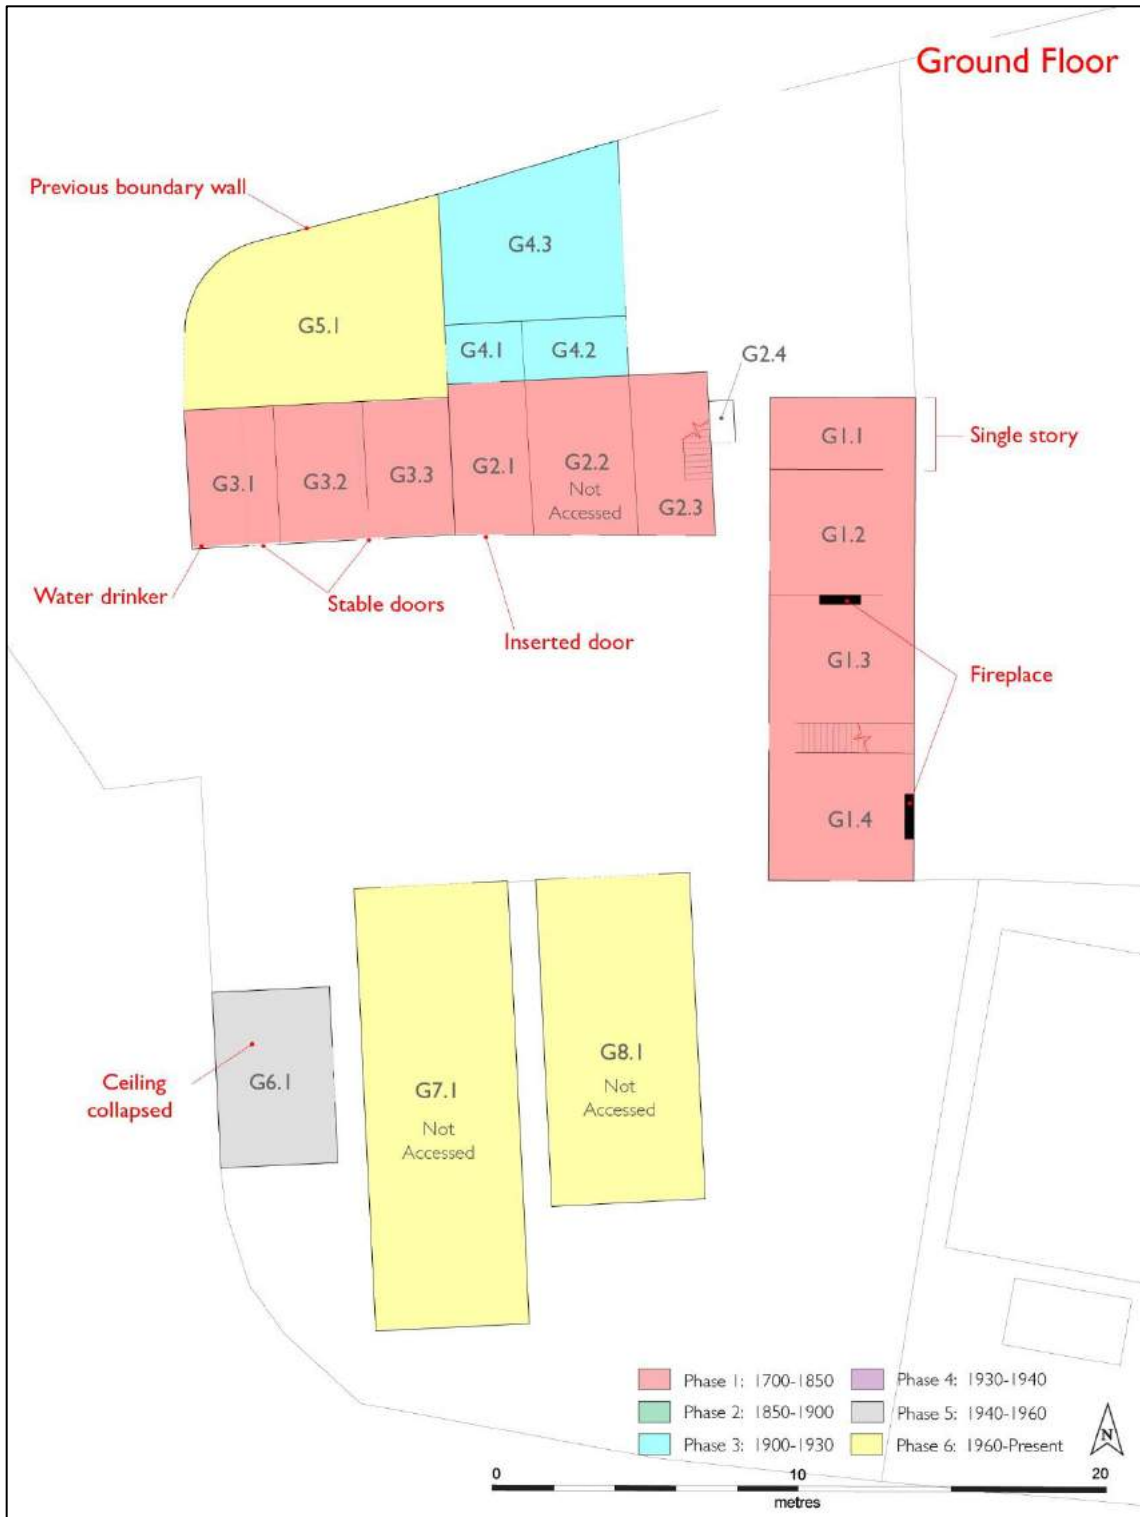 Ground Floor
Previous boundary wall
G4.3
G5.1
G4.1
G4.2
G2.4
G1.1
Single story
G3.1
G3.2
G3.3
G2.1
G2.2
Not
Accessed
G2.3
G1.2
Water drinker
Stable doors
Inserted door
G1.3
Fireplace
G1.4
G8.1
Not
Accessed
Ceiling
collapsed
G6.1
G7.1
Not
Accessed
Phase 1: 1700-1850
Phase 4: 1930-1940
Phase 2: 1850-1900
Phase 5: 1940-1960
Phase 3: 1900-1930
Phase 6: 1960-Present
N
0
10
20
metres